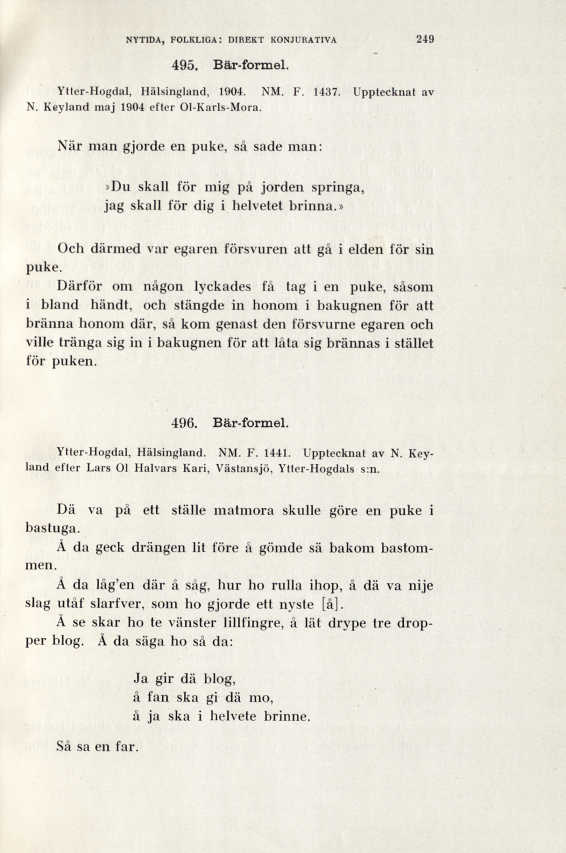 NYTIDA, FOLKLIGA: DIREKT KONJURATIVA 249
495. Bär-formel.
Ytter-Hogdal, Hälsingland, 1904. NM. F. 1437. Upptecknat av
N. Keyland maj 1904 efter Ol-Karls-Mora.
När man gjorde en puke, så sade man:
»Du skall för mig på jorden springa,
jag skall för dig i helvetet brinna.»
Och därmed var egaren försvuren att gå i elden för sin
puke.
Därför om någon lyckades få tag i en puke, såsom
i bland händt, och stängde in honom i bakugnen för att
bränna honom där, så kom genast den försvurne egaren och
ville tränga sig in i bakugnen för att låta sig brännas i stället
för puken.
496. Bär-formel.
Ytter-Hogdal, Hälsingland. NM. F. 1441. Upptecknat av N. Key-
land efter Lars Ol Halvars Kari, Västansjö, Ytter-Hogdals s:n.
Dä va på ett ställe matmora skulle göre en puke i
bastuga.
Å da geck drängen lit före å gömde sä bakom bastom-
men.
Å da låg'en där å såg, hur ho rulla ihop, å dä va nije
slag utåf slarfver, som ho gjorde ett nyste [å].
Å se skar ho te vänster lillfingre, å lät drype tre drop-
per blog. Å da säga ho så da:
Ja gir dä blog,
å fan ska gi dä mo,
å ja ska i helvete brinne.
Så sa en far.